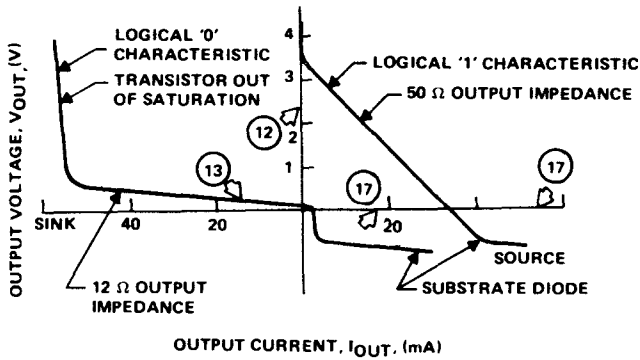 OUTPUT VOLTAGE, VOUT, (V)
LOGICAL '0'
CHARACTERISTIC
TRANSISTOR OUT
OF SATURATION
4
3
2
1
LOGICAL '1' CHARACTERISTIC
50 Ω OUTPUT IMPEDANCE
12
13
17
17
SINK
40
20
SOURCE
12 Ω OUTPUT
IMPEDANCE
SUBSTRATE DIODE
OUTPUT CURRENT, IOUT, (mA)